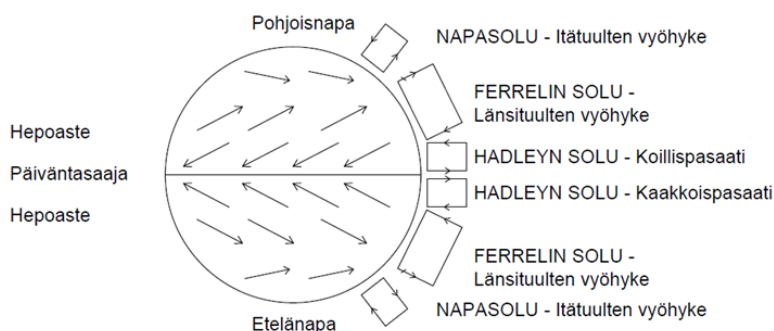 Pohjoisnapa
NAPASOLU - Itätuulten vyöhyke
FERRELIN SOLU -
Länsituulten vyöhyke
Hepoaste
HADLEYN SOLU - Koillispasaati
Päiväntasaaja
HADLEYN SOLU - Kaakkoispasaati
Hepoaste
FERRELIN SOLU -
Länsituulten vyöhyke
NAPASOLU - Itätuulten vyöhyke
Etelänapa